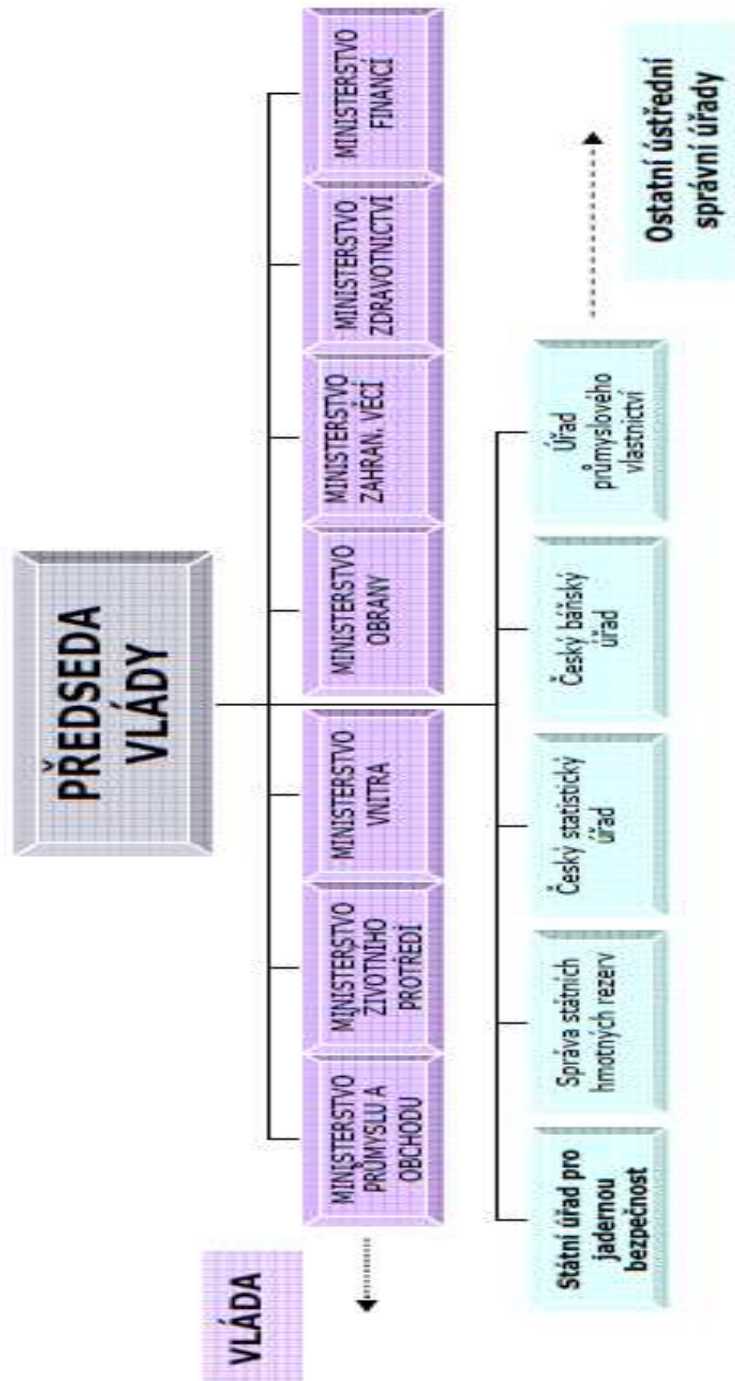 PŘEDSEDA
VLÁDY
VLÁDA
MINISTERSTVO
PRŮMYSLU A
OBCHODU
MINISTERSTVO
ŽIVOTNIHO
PROTŘEDÍ
MINISTERSTVO
VNITRA
MINISTERSTVO
OBRANY
MINISTERSTVO
ZAHRAN. VĚCÍ
MINISTERSTVO
ZDRAVOTNICTVÍ
MINISTERSTVO
FINANCÍ
Státní úřad pro
jadernou
bezpečnost
Správa státních
hmotných rezerv
Český statistický
úřad
Český báňský
úřad
Úřad
průmyslového
vlastnictví
Ostatní ústřední
správní úřady